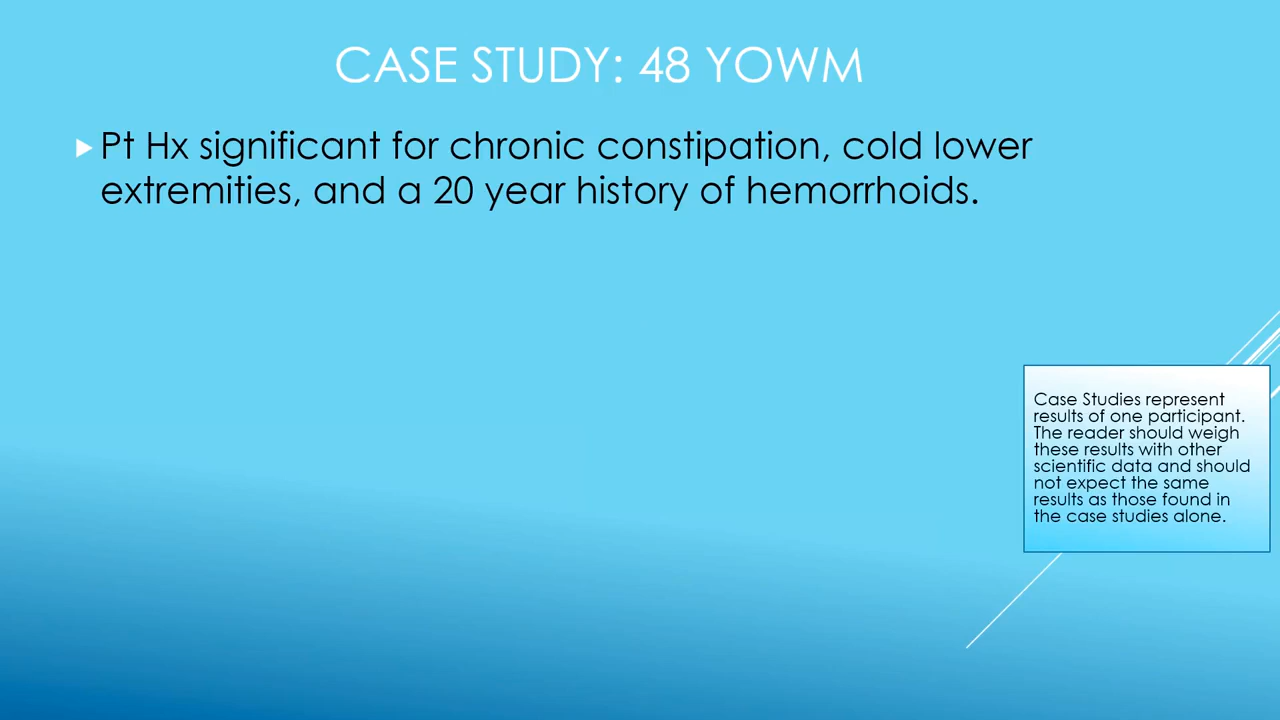 CASE STUDY: 48 YOWM
Pt Hx significant for chronic constipation, cold lower
extremities, and a 20 year history of hemorrhoids.
Case Studies represent
results of one participant.
The reader should weigh
these results with other
scientific data and should
not expect the same
results as those found in
the case studies alone.